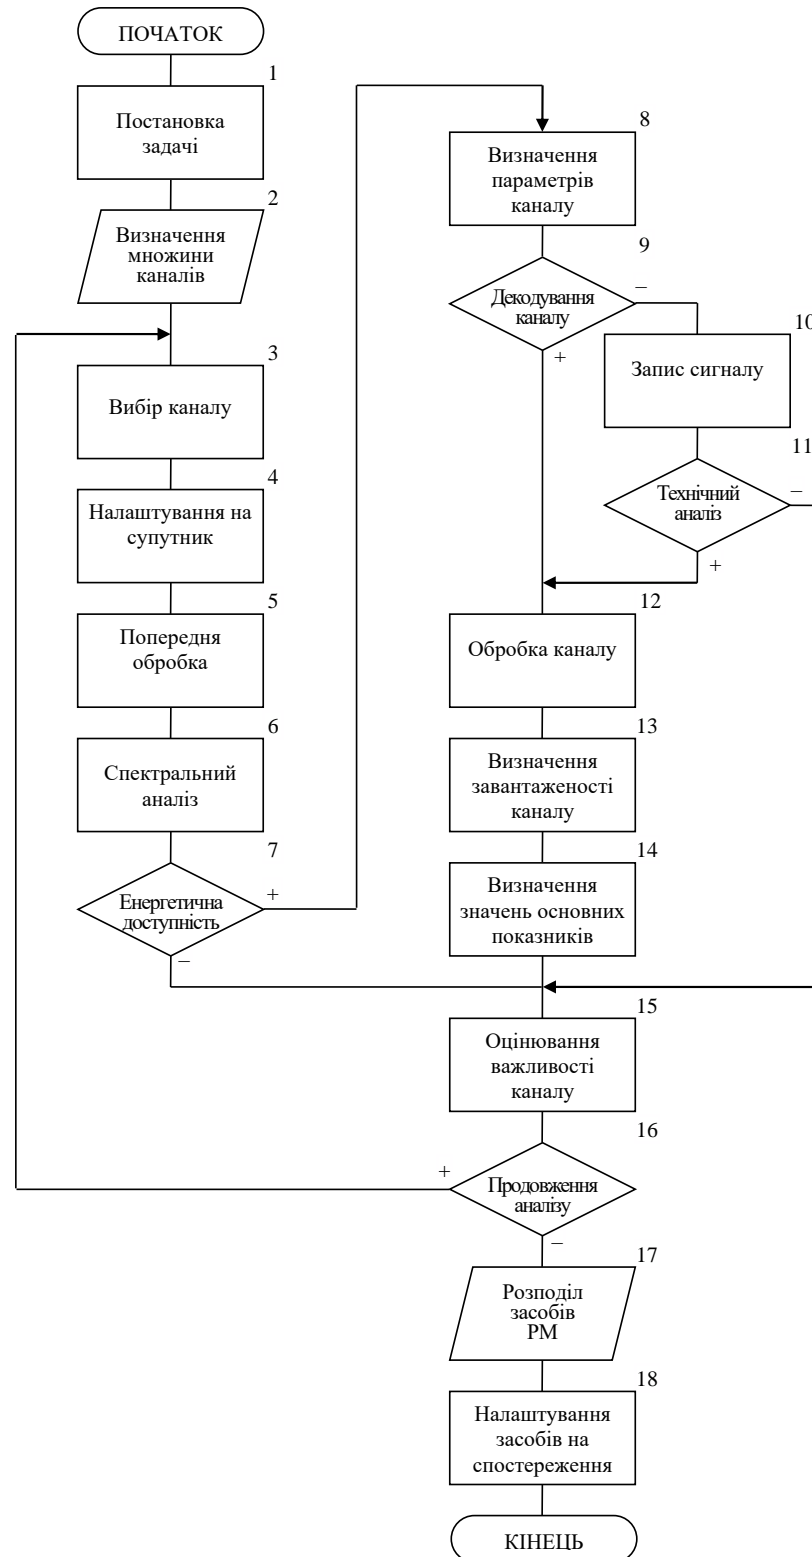 ПОЧАТОК
1
Постановка
задачі
2
Визначення
множини
каналів
3
Вибір каналу
4
Налаштування на
супутник
5
Попередня
обробка
6
Спектральний
аналіз
7
Енергетична
доступність
+
–
8
Визначення
параметрів
каналу
9
Декодування
каналу
–
+
10
Запис сигналу
11
Технічний
аналіз
–
+
12
Обробка каналу
13
Визначення
завантаженості
каналу
14
Визначення
значень основних
показників
15
Оцінювання
важливості
каналу
16
Продовження
аналізу
+
–
17
Розподіл
засобів
РМ
18
Налаштування
засобів на
спостереження
КІНЕЦЬ